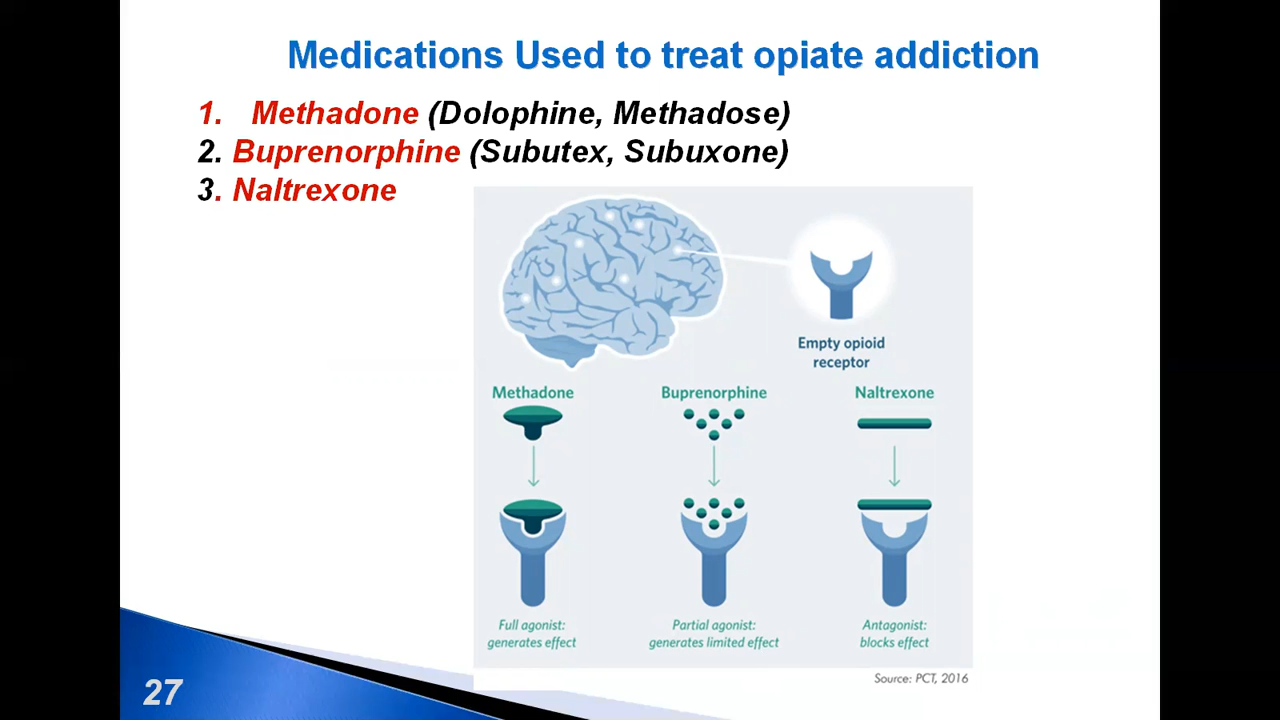 Medications Used to treat opiate addiction
1. Methadone (Dolophine, Methadose)
2. Buprenorphine (Subutex, Subuxone)
3. Naltrexone
Empty opioid
receptor
Methadone Buprenorphine Naltrexone
Full agonist:
generates effect
Partial agonist:
generates limited effect
Antagonist:
blocks effect
Source: PCT, 2016
27